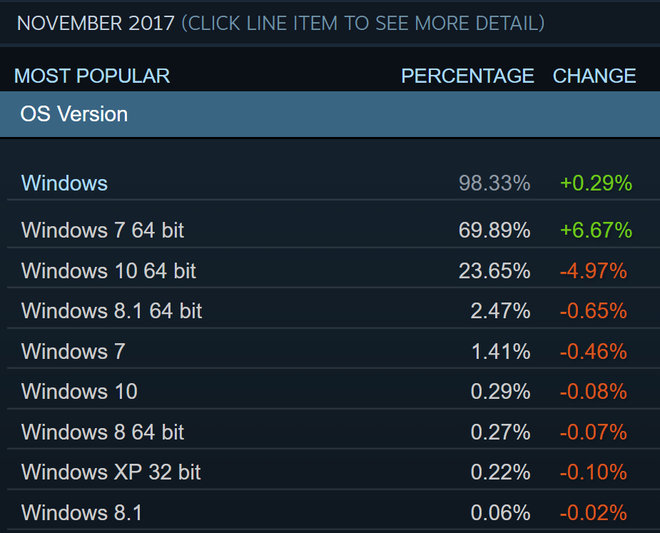 NOVEMBER 2017 (CLICK LINE ITEM TO SEE MORE DETAIL)
MOST POPULAR PERCENTAGE CHANGE
OS Version
Windows 98.33% +0.29%
Windows 7 64 bit 69.89% +6.67%
Windows 10 64 bit 23.65% -4.97%
Windows 8.1 64 bit 2.47% -0.65%
Windows 7 1.41% -0.46%
Windows 10 0.29% -0.08%
Windows 8 64 bit 0.27% -0.07%
Windows XP 32 bit 0.22% -0.10%
Windows 8.1 0.06% -0.02%